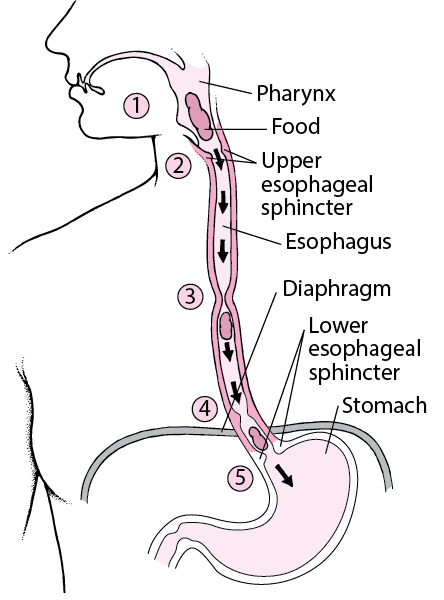 Pharynx
1
Food
2
Upper
esophageal
sphincter
Esophagus
3
Diaphragm
Lower
esophageal
sphincter
4
Stomach
5